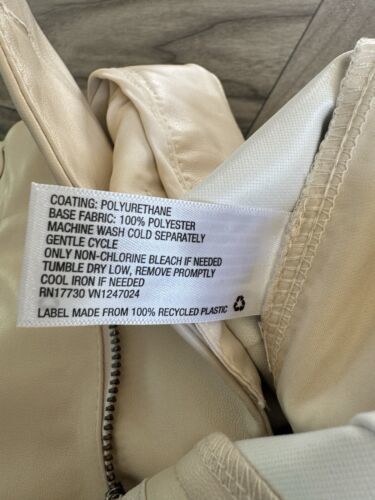 COATING: POLYURETHANE
BASE FABRIC: 100% POLYESTER
MACHINE WASH COLD SEPARATELY
GENTLE CYCLE
ONLY NON-CHLORINE BLEACH IF NEEDED
TUMBLE DRY LOW, REMOVE PROMPTLY
COOL IRON IF NEEDED
RN17730 VN1247024
LABEL MADE FROM 100% RECYCLED PLASTIC